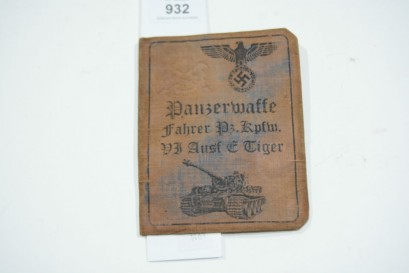 932
Panzerwaffe
Fahrer Pz. Kpfw.
VI Ausf E Tiger